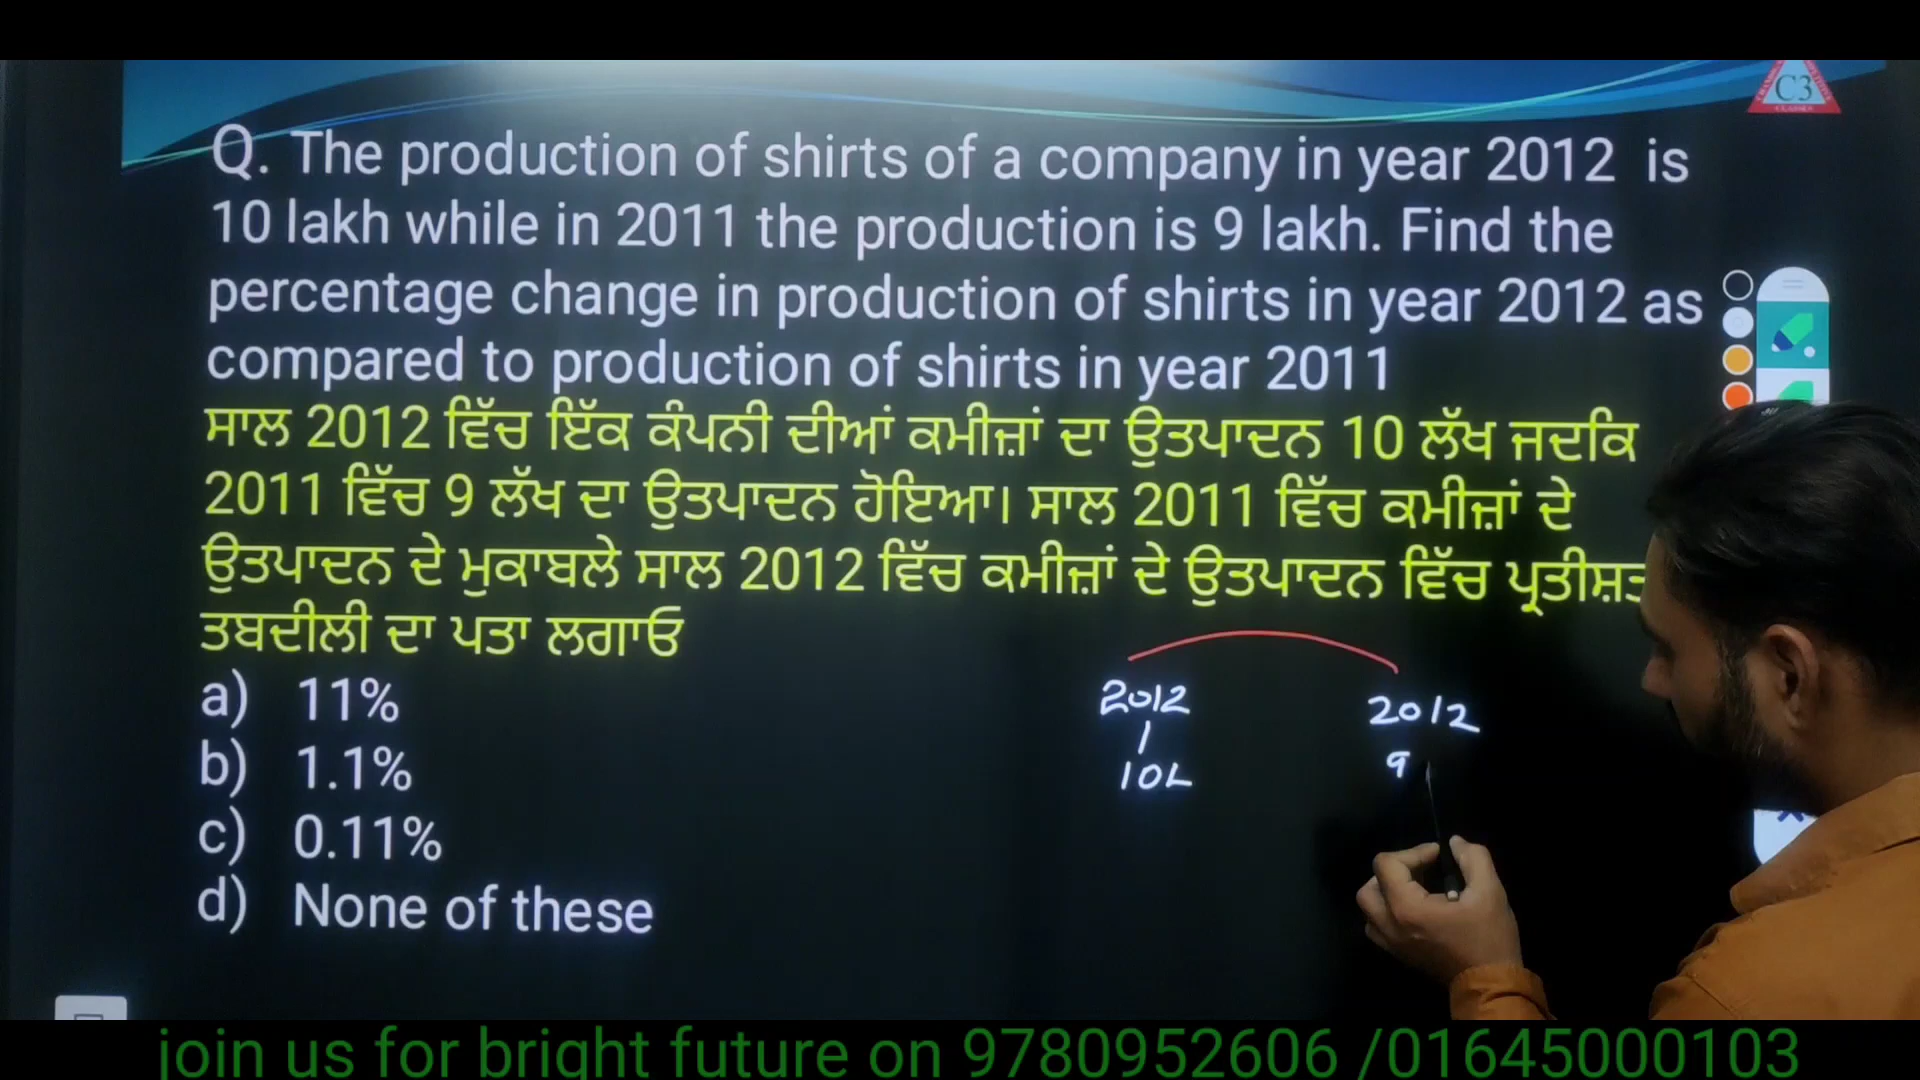 C3
CLASSES
Q. The production of shirts of a company in year 2012 is
10 lakh while in 2011 the production is 9 lakh. Find the
percentage change in production of shirts in year 2012 as
compared to production of shirts in year 2011
ਸਾਲ 2012 ਵਿੱਚ ਇੱਕ ਕੰਪਨੀ ਦੀਆਂ ਕਮੀਜ਼ਾਂ ਦਾ ਉਤਪਾਦਨ 10 ਲੱਖ ਜਦਕਿ
2011 ਵਿੱਚ 9 ਲੱਖ ਦਾ ਉਤਪਾਦਨ ਹੋਇਆ। ਸਾਲ 2011 ਵਿੱਚ ਕਮੀਜ਼ਾਂ ਦੇ
ਉਤਪਾਦਨ ਦੇ ਮੁਕਾਬਲੇ ਸਾਲ 2012 ਵਿੱਚ ਕਮੀਜ਼ਾਂ ਦੇ ਉਤਪਾਦਨ ਵਿੱਚ ਪ੍ਰਤੀਸ਼ਤ
ਤਬਦੀਲੀ ਦਾ ਪਤਾ ਲਗਾਓ
a) 11%
b) 1.1%
c) 0.11%
d) None of these
2012 2012
10L 9
join us for bright future on 9780952606 /01645000103